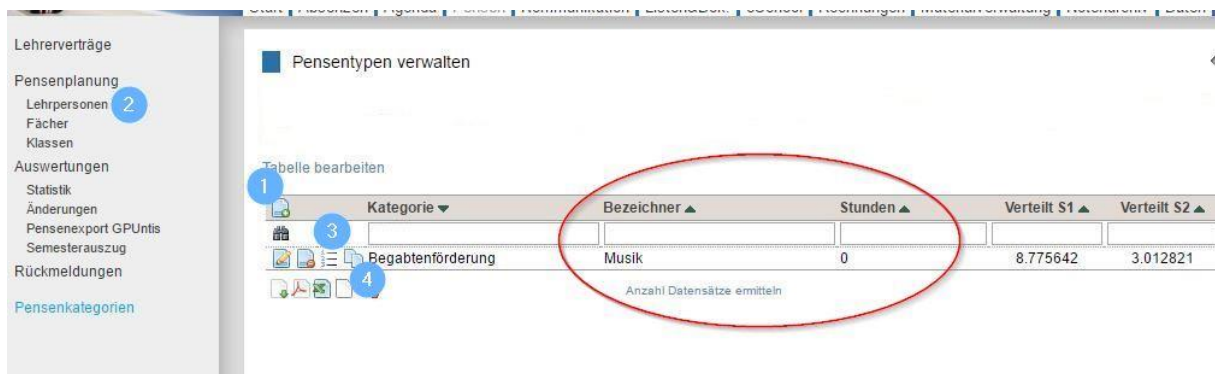 Lehrerverträge
Pensentypen verwalten
Pensenplanung
Lehrpersonen 2
Fächer
Klassen
Auswertungen
Statistik
Änderungen
Pensenexport GPUntis
Semesterauszug
Rückmeldungen
Pensenkategorien
Tabelle bearbeiten
1
Kategorie Bezeichner Stunden Verteilt S1 Verteilt S2
3
Begabtenförderung Musik 0 8.775642 3.012821
4
Anzahl Datensätze ermitteln